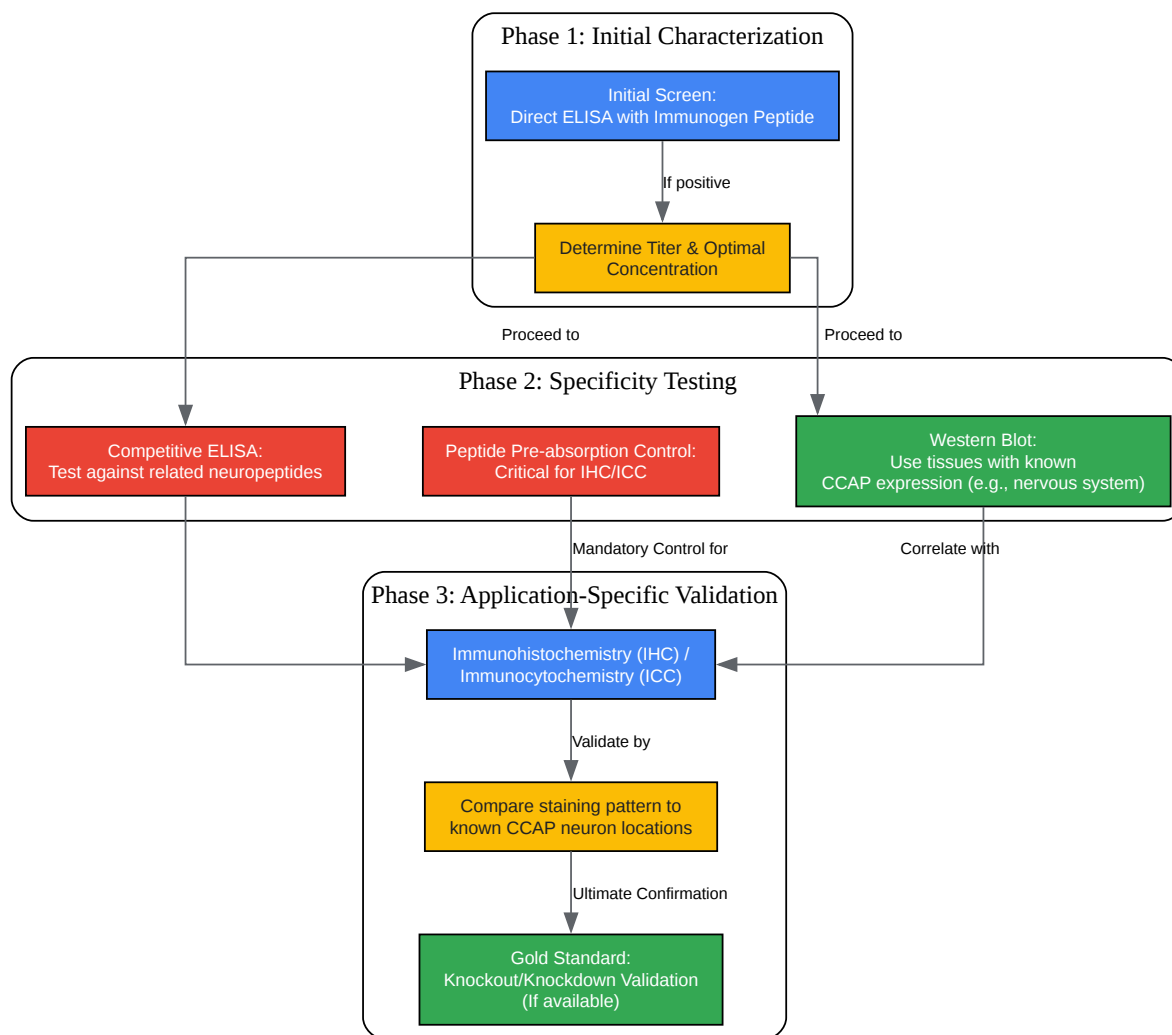 Phase 1: Initial Characterization
Initial Screen:
Direct ELISA with Immunogen Peptide
If positive
Determine Titer & Optimal
Concentration
Proceed to
Proceed to
Phase 2: Specificity Testing
Competitive ELISA:
Test against related neuropeptides
Peptide Pre-absorption Control:
Critical for IHC/ICC
Western Blot:
Use tissues with known
CCAP expression (e.g., nervous system)
Mandatory Control for
Correlate with
Phase 3: Application-Specific Validation
Immunohistochemistry (IHC) /
Immunocytochemistry (ICC)
Validate by
Compare staining pattern to
known CCAP neuron locations
Ultimate Confirmation
Gold Standard:
Knockout/Knockdown Validation
(If available)